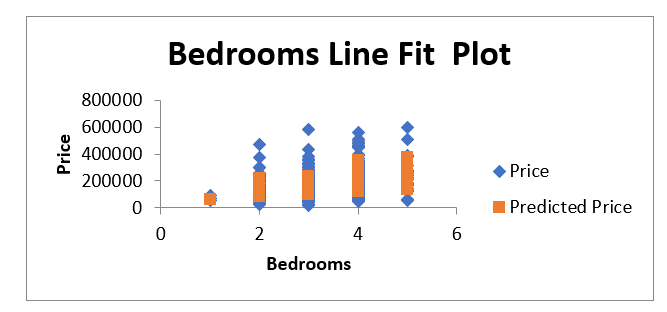 Bedrooms Line Fit  Plot
800000
600000
400000
200000
0
0 2 4 6
Price
Bedrooms
Price
Predicted Price